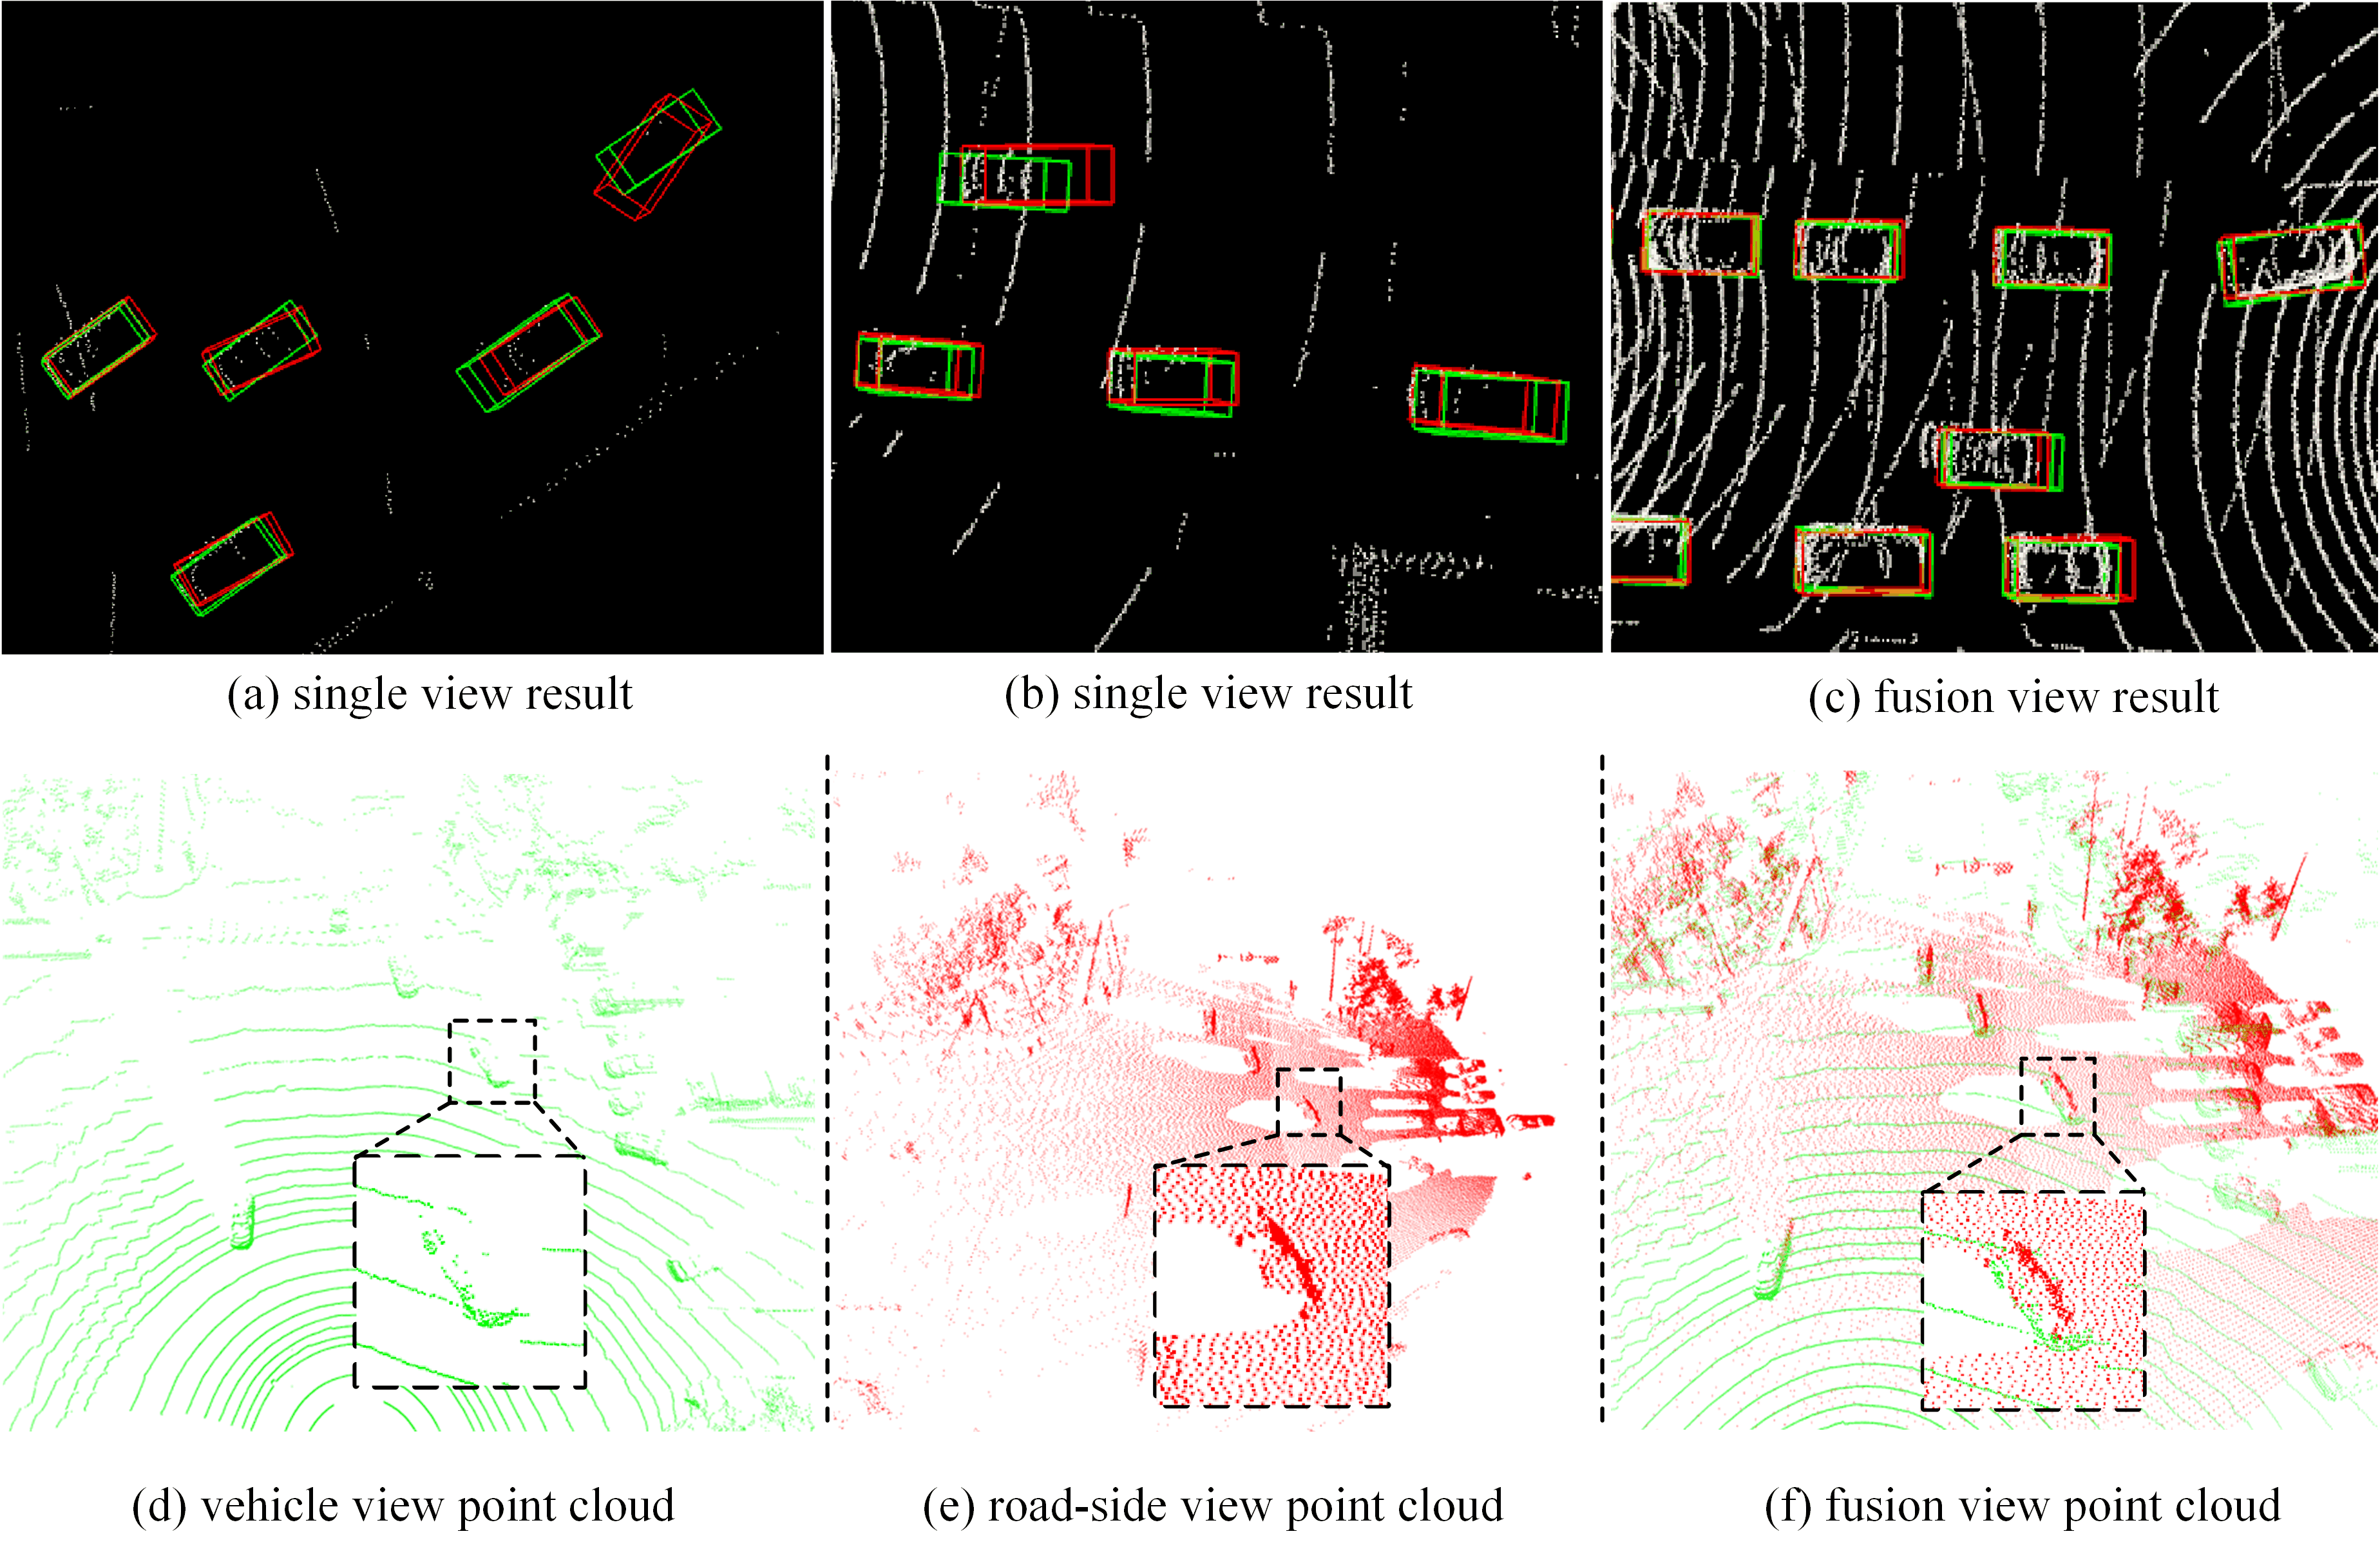 (a) single view result
(b) single view result
(c) fusion view result
(d) vehicle view point cloud
(e) road-side view point cloud
(f) fusion view point cloud